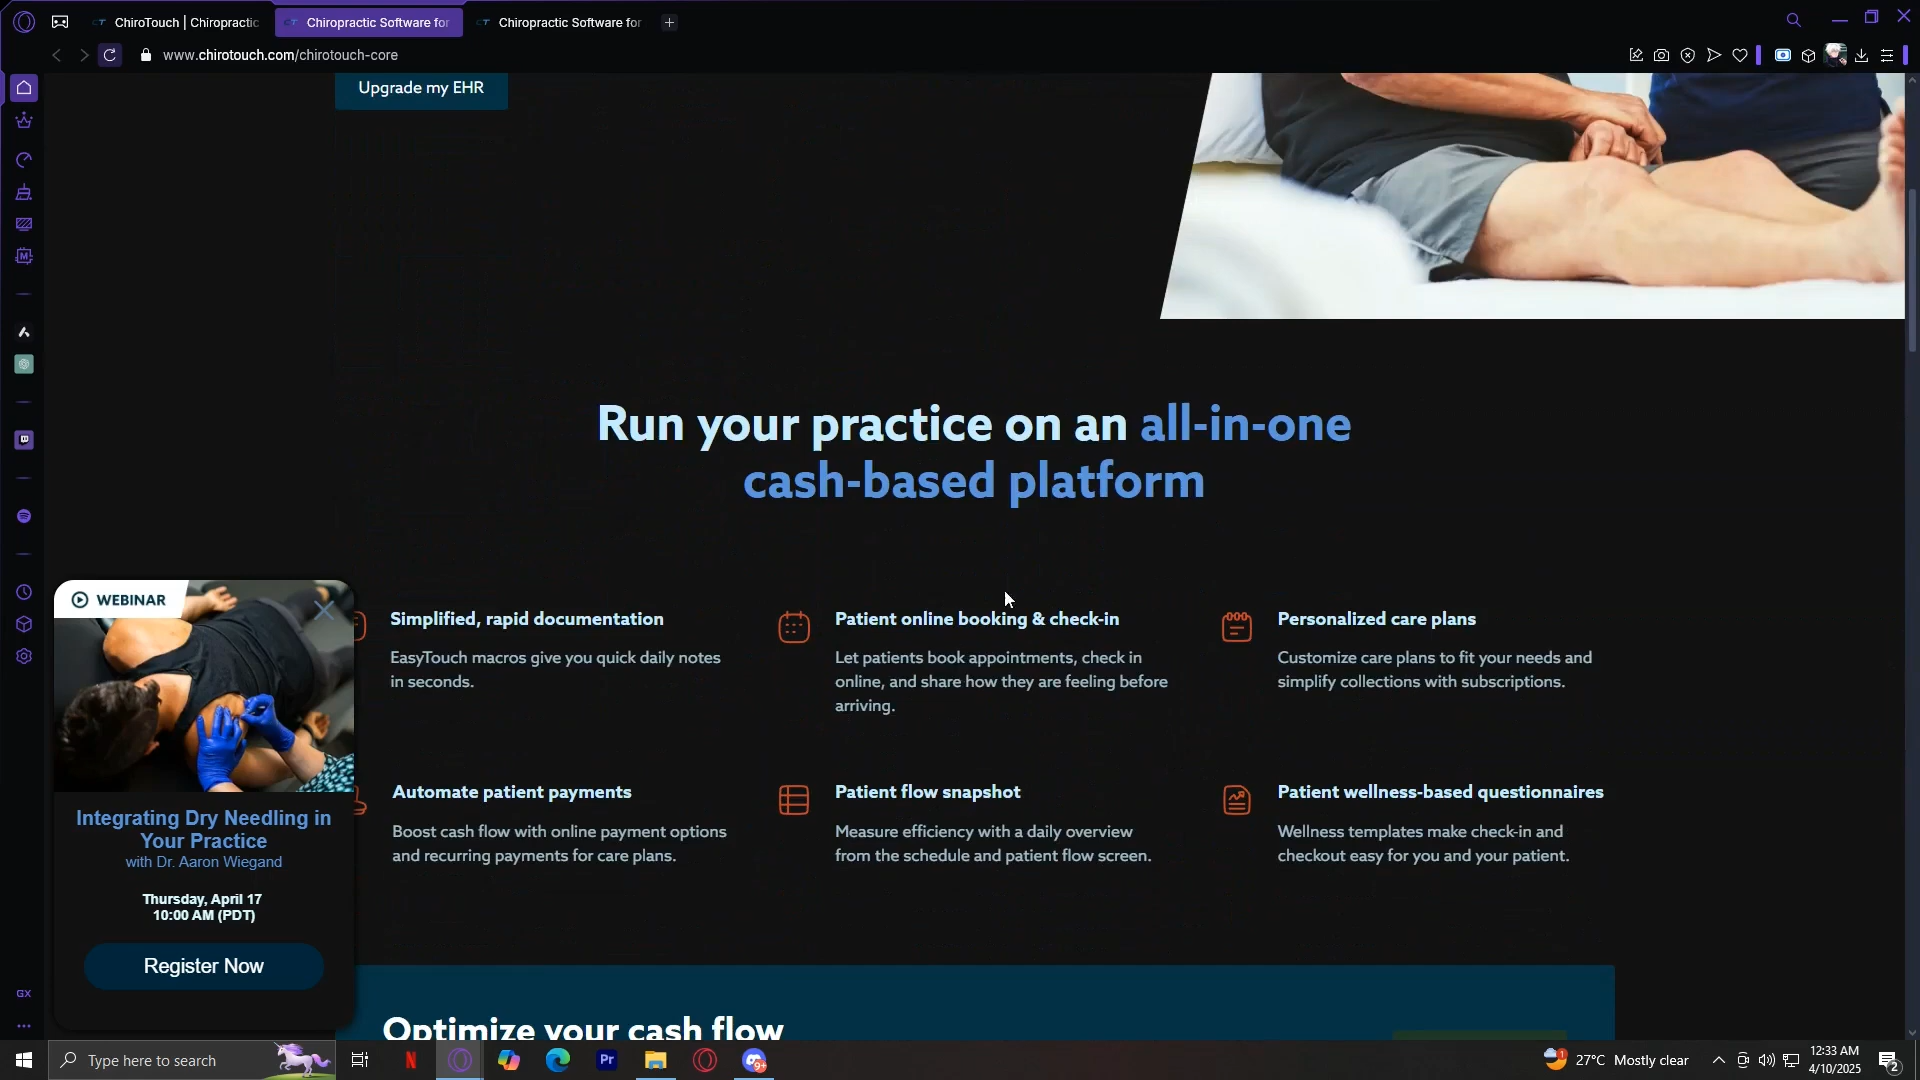 ChiroTouch | Chiropractic
Chiropractic Software for
Chiropractic Software for
www.chirotouch.com/chirotouch-core
Upgrade my EHR
Run your practice on an all-in-one
cash-based platform
Simplified, rapid documentation
EasyTouch macros give you quick daily notes
in seconds.
Patient online booking & check-in
Let patients book appointments, check in
online, and share how they are feeling before
arriving.
Personalized care plans
Customize care plans to fit your needs and
simplify collections with subscriptions.
Automate patient payments
Boost cash flow with online payment options
and recurring payments for care plans.
Patient flow snapshot
Measure efficiency with a daily overview
from the schedule and patient flow screen.
Patient wellness-based questionnaires
Wellness templates make check-in and
checkout easy for you and your patient.
WEBINAR
Integrating Dry Needling in
Your Practice
with Dr. Aaron Wiegand
Thursday, April 17
10:00 AM (PDT)
Register Now
Optimize your cash flow
GX
Type here to search
N
Pr
9+
1
27°C Mostly clear
12:33 AM
4/10/2025
2